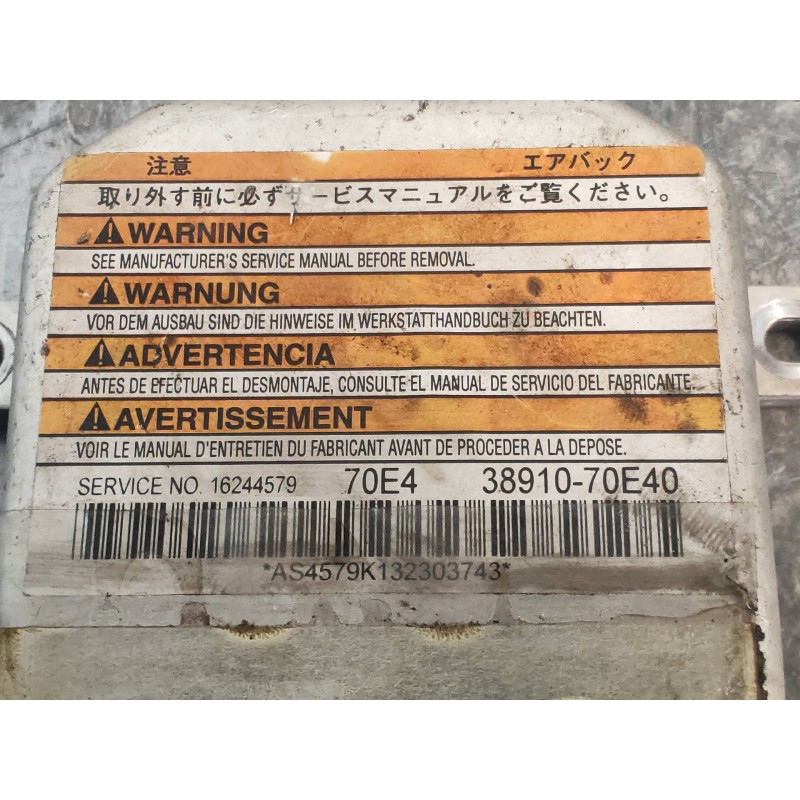 注意 エアバック
取り外す前に必ずサービスマニュアルをご覧ください。
⚠WARNING
SEE MANUFACTURER'S SERVICE MANUAL BEFORE REMOVAL.
⚠WARNUNG
VOR DEM AUSBAU SIND DIE HINWEISE IM WERKSTATTHANDBUCH ZU BEACHTEN.
⚠ADVERTENCIA
ANTES DE EFECTUAR EL DESMONTAJE, CONSULTE EL MANUAL DE SERVICIO DEL FABRICANTE.
⚠AVERTISSEMENT
VOIR LE MANUAL D'ENTRETIEN DU FABRICANT AVANT DE PROCEDER A LA DEPOSE.
SERVICE NO. 16244579 70E4 38910-70E40
*AS4579K132303743*